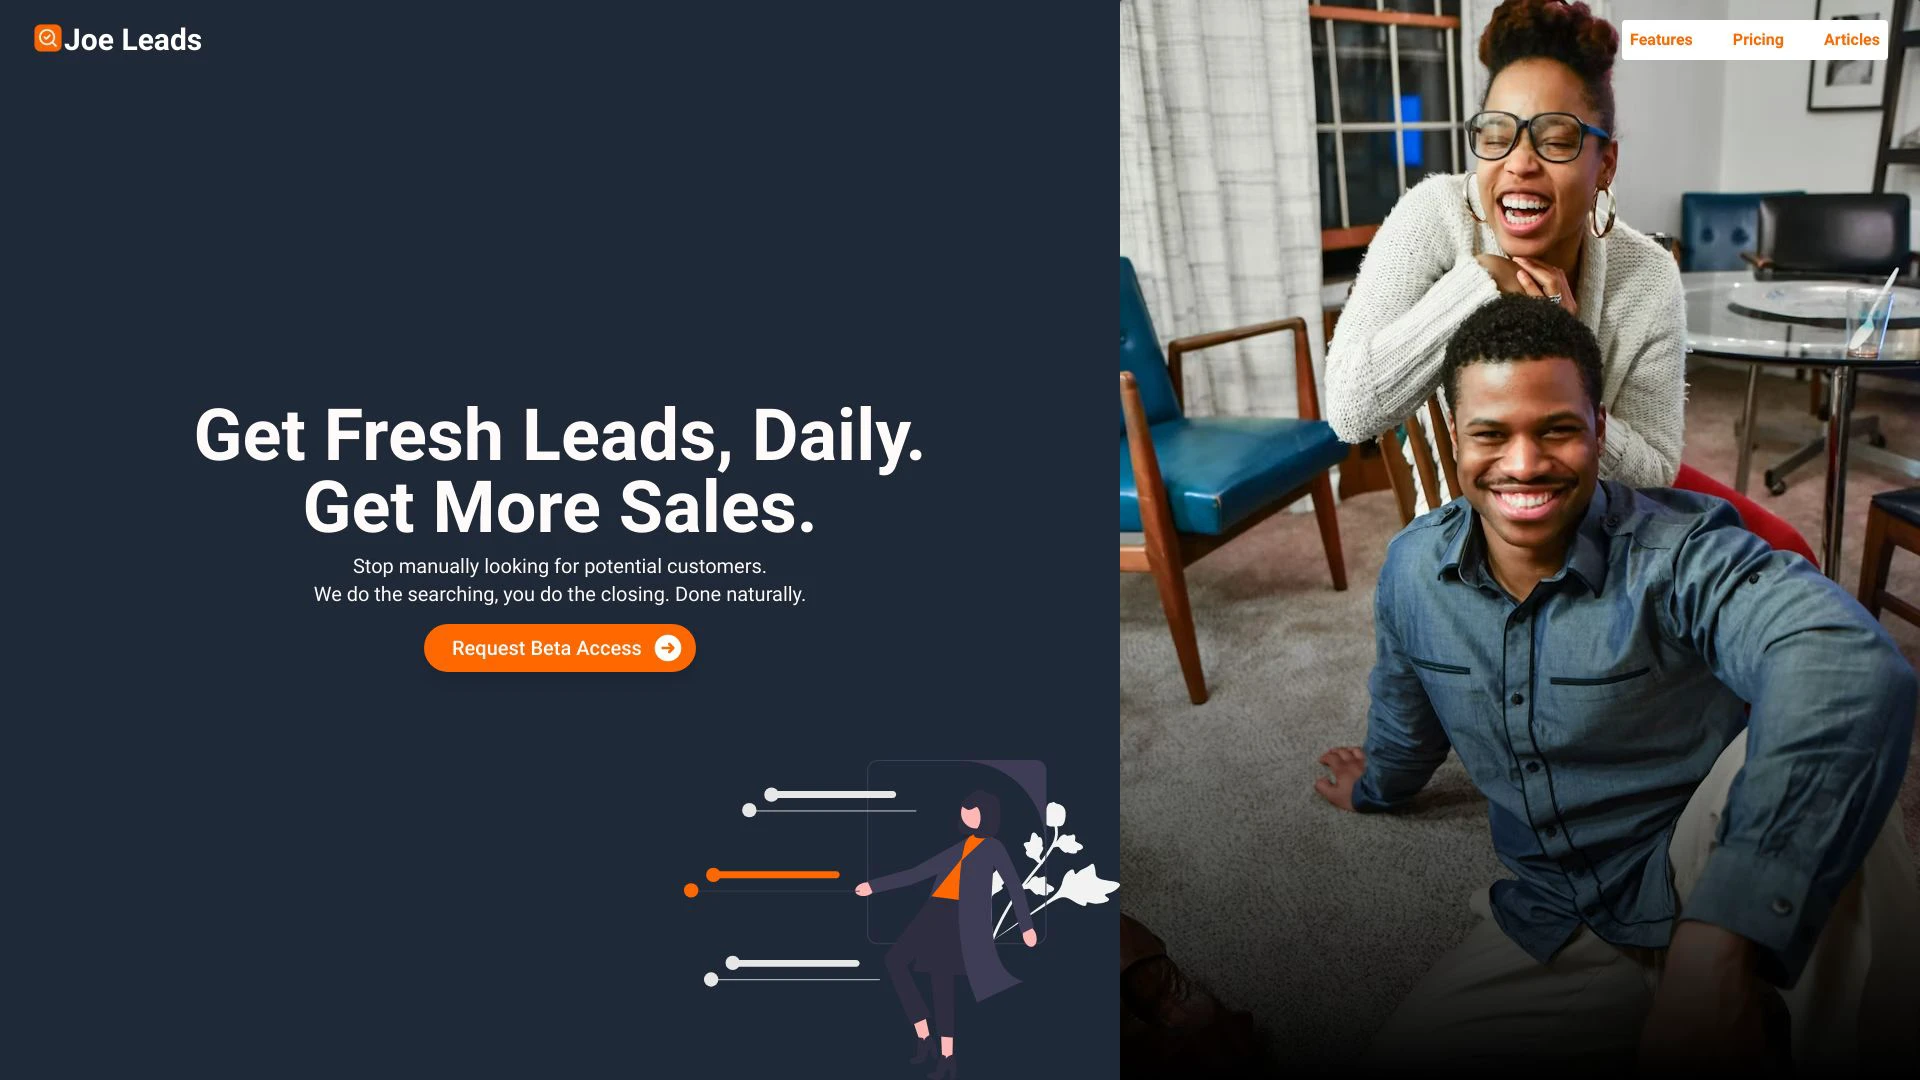 Joe Leads
Features
Pricing
Articles
Get Fresh Leads, Daily.
Get More Sales.
Stop manually looking for potential customers.
We do the searching, you do the closing. Done naturally.
Request Beta Access